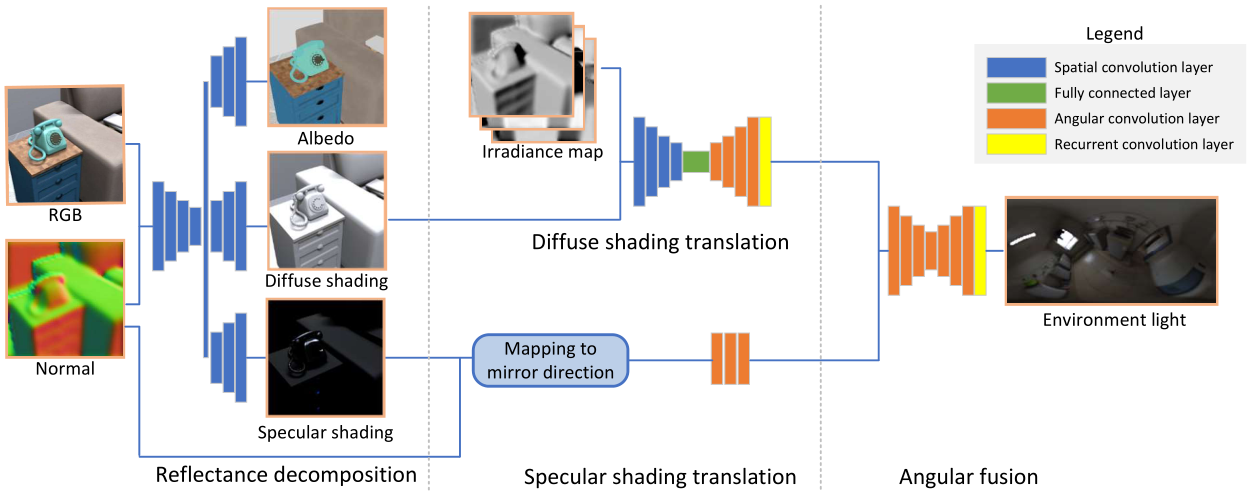 RGB
Normal
Albedo
Diffuse shading
Specular shading
Reflectance decomposition
Irradiance map
Diffuse shading translation
Mapping to
mirror direction
Specular shading translation
Legend
Spatial convolution layer
Fully connected layer
Angular convolution layer
Recurrent convolution layer
Environment light
Angular fusion